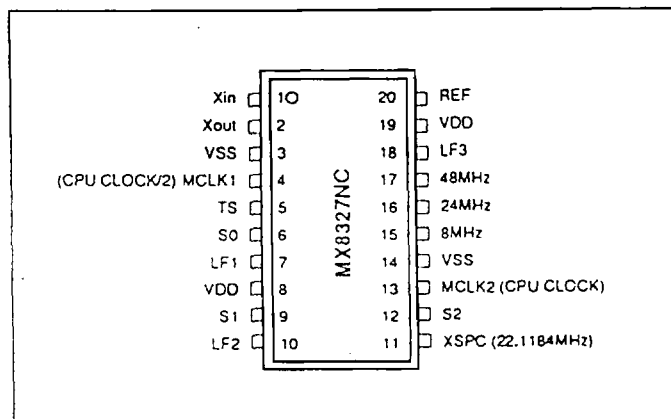 Xin 1 20 REF
Xout 2 19 VDD
VSS 3 18 LF3
(CPU CLOCK/2) MCLK1 4 17 48MHz
TS 5 16 24MHz
S0 6 15 8MHz
LF1 7 14 VSS
VDD 8 13 MCLK2 (CPU CLOCK)
S1 9 12 S2
LF2 10 11 XSPC (22.1184MHz)
MX8327NC